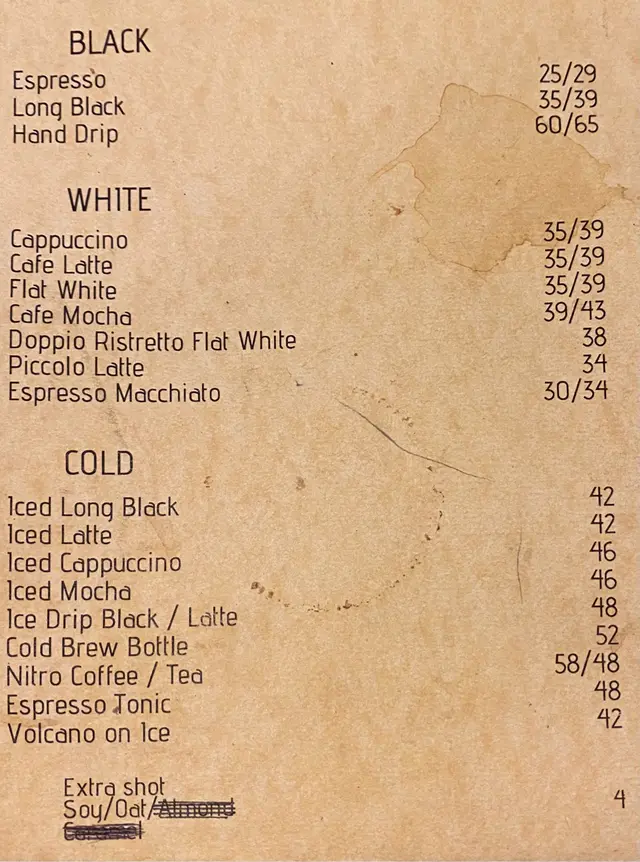 BLACK
Espresso 25/29
Long Black 35/39
Hand Drip 60/65
WHITE
Cappuccino 35/39
Cafe Latte 35/39
Flat White 35/39
Cafe Mocha 39/43
Doppio Ristretto Flat White 38
Piccolo Latte 34
Espresso Macchiato 30/34
COLD
Iced Long Black 42
Iced Latte 42
Iced Cappuccino 46
Iced Mocha 46
Ice Drip Black / Latte 48
Cold Brew Bottle 52
Nitro Coffee / Tea 58/48
Espresso Tonic 48
Volcano on Ice 42
Extra shot
Soy/Oat/Almond 4
Caramel